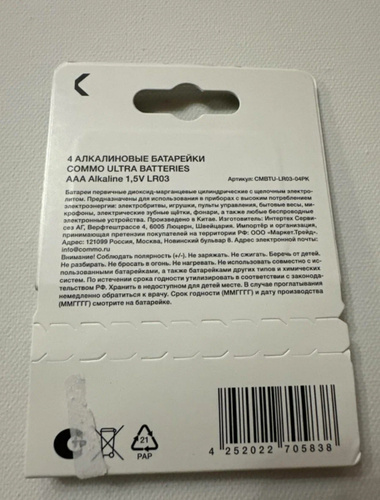 4 АЛКАЛИНОВЫЕ БАТАРЕЙКИ
COMMO ULTRA BATTERIES
AAA Alkaline 1,5V LR03
Артикул: CMBTU-LR03-04PK
Батареи первичные диоксид-марганцевые цилиндрические с щелочным электро-
литом. Предназначены для использования в приборах с высоким потреблением
электроэнергии: электробритвы, игрушки, пульты управления, бытовые весы, ми-
крофоны, электрические зубные щётки, фонари, а также любые беспроводные
электронные устройства. Произведено в Китае. Изготовитель: Интертек Серви-
сез АГ, Верфтештрассе 4, 6005 Люцерн, Швейцария. Импортёр и организация,
принимающая претензии покупателей на территории РФ: ООО «Маркет.Трейд»,
Адрес: 121099 Россия, Москва, Новинский бульвар 8. Адрес электронной почты:
info@commo.ru
Внимание! Соблюдать полярность (+/-). Не заряжать. Не сжигать. Беречь от детей.
Не разбирать. Не бросать в огонь. Не нагревать. Не использовать совместно с ис-
пользованными батарейками, а также батарейками других типов и химических
систем. По истечении срока годности утилизировать в соответствии с законода-
тельством РФ. Хранить в недоступном для детей месте. В случае проглатывания
немедленно обратиться к врачу. Срок годности (ММГГГГ) и дату производства
(ММГГГГ) смотрите на батарейке.
21
PAP
4 252022 705838